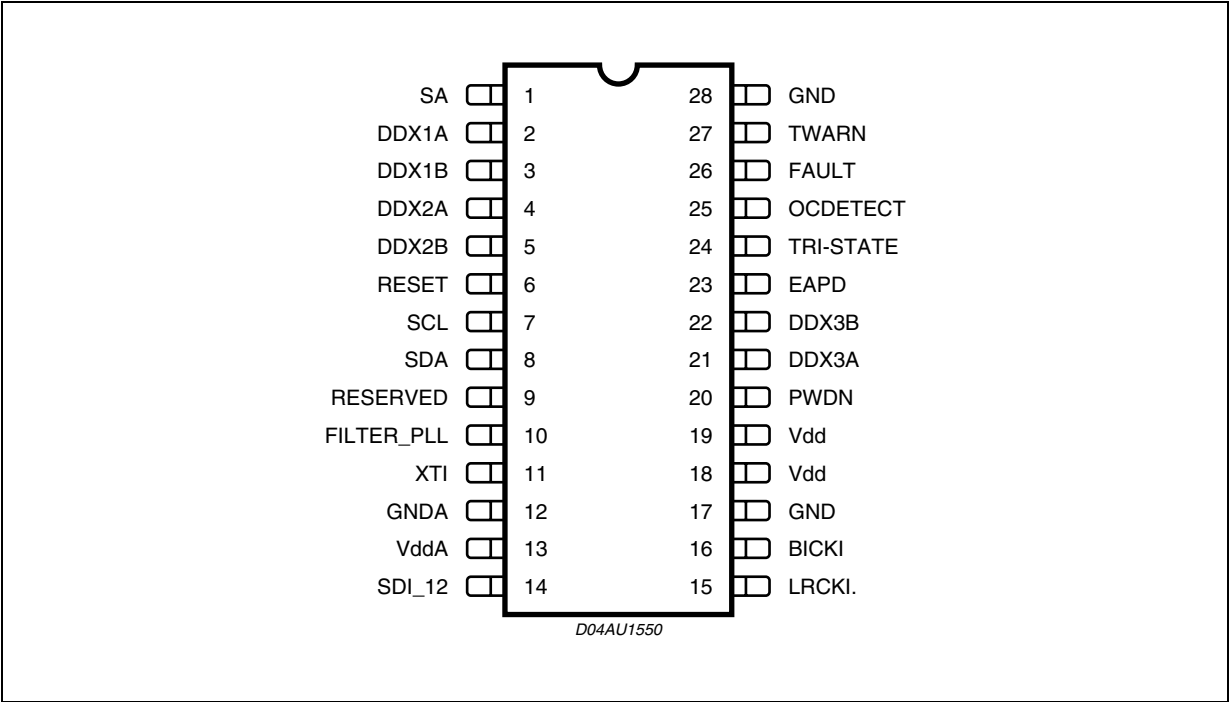 SA 1 28 GND
DDX1A 2 27 TWARN
DDX1B 3 26 FAULT
DDX2A 4 25 OCDETECT
DDX2B 5 24 TRI-STATE
RESET 6 23 EAPD
SCL 7 22 DDX3B
SDA 8 21 DDX3A
RESERVED 9 20 PWDN
FILTER_PLL 10 19 Vdd
XTI 11 18 Vdd
GNDA 12 17 GND
VddA 13 16 BICKI
SDI_12 14 15 LRCKI.
D04AU1550